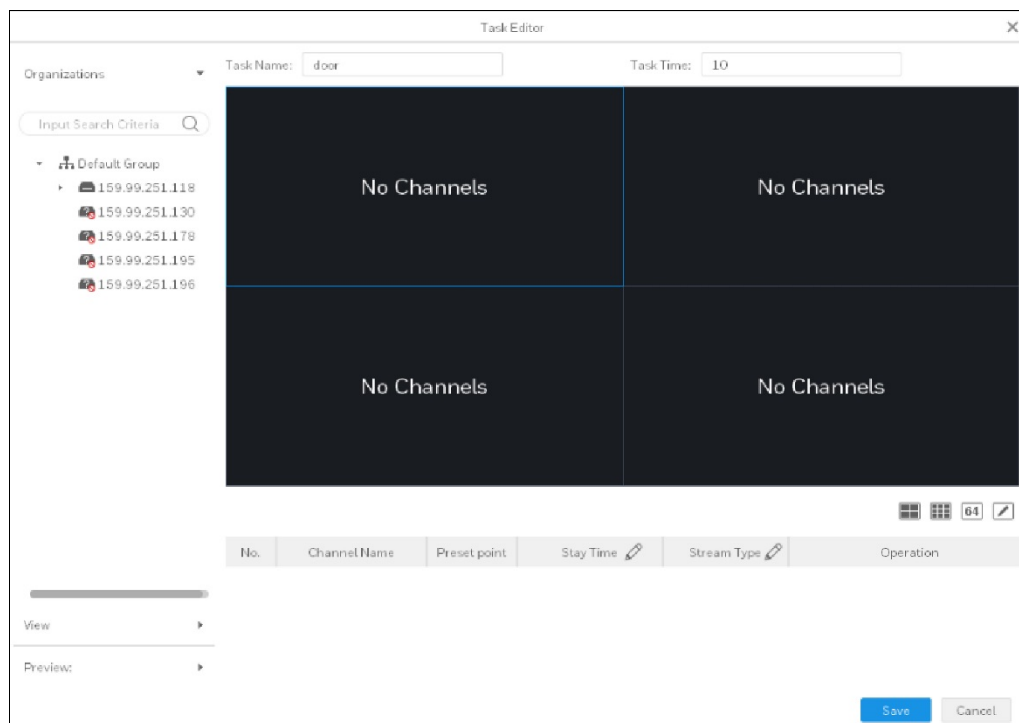 Task Editor
Organizations
Task Name: door Task Time: 10
Input Search Criteria
Default Group
159.99.251.118
159.99.251.130
159.99.251.178
159.99.251.195
159.99.251.196
No Channels No Channels
No Channels No Channels
64
No. Channel Name Preset point Stay Time Stream Type Operation
View
Preview:
Save Cancel